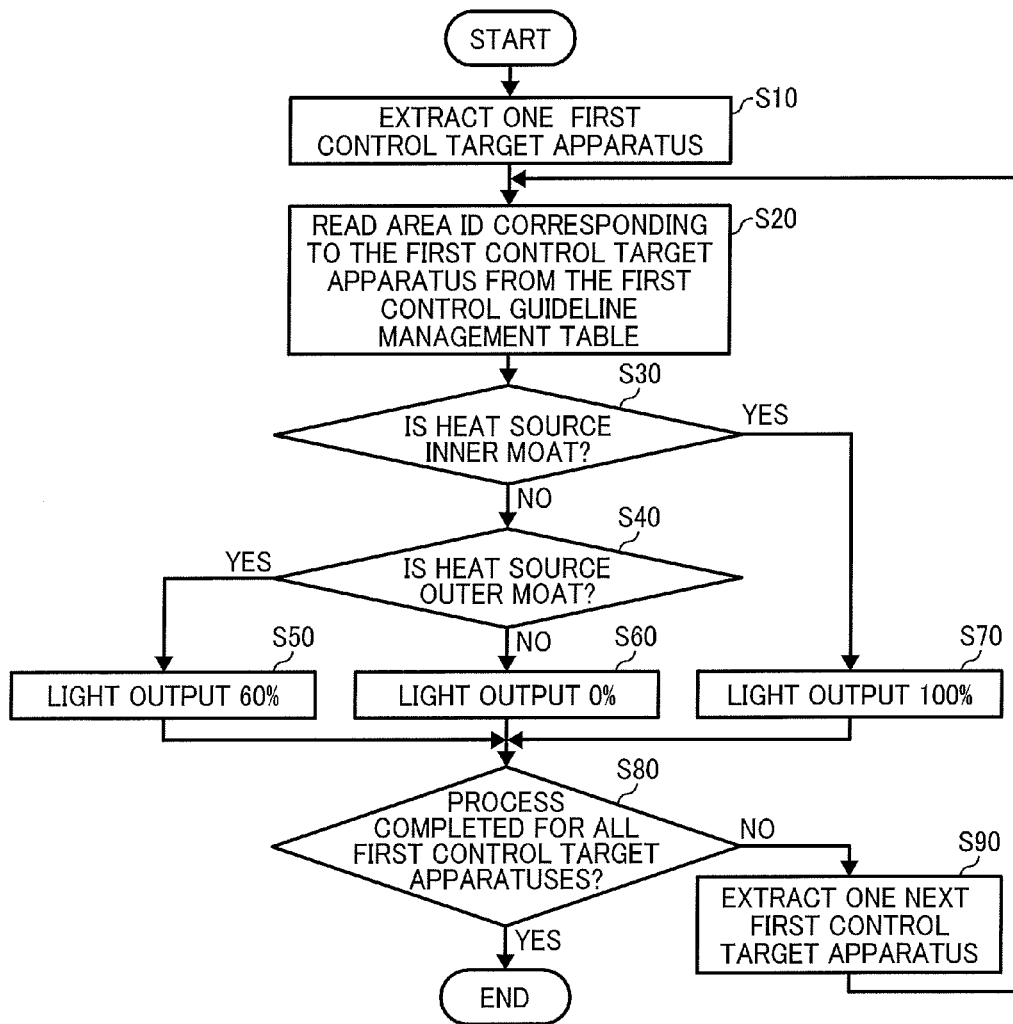 START
S10
EXTRACT ONE FIRST
CONTROL TARGET APPARATUS
S20
READ AREA ID CORRESPONDING
TO THE FIRST CONTROL TARGET
APPARATUS FROM THE FIRST
CONTROL GUIDELINE
MANAGEMENT TABLE
S30
IS HEAT SOURCE
INNER MOAT?
YES
NO
S40
IS HEAT SOURCE
OUTER MOAT?
YES
NO
S50
LIGHT OUTPUT 60%
S60
LIGHT OUTPUT 0%
S70
LIGHT OUTPUT 100%
S80
PROCESS
COMPLETED FOR ALL
FIRST CONTROL TARGET
APPARATUSES?
NO
S90
EXTRACT ONE NEXT
FIRST CONTROL
TARGET APPARATUS
YES
END